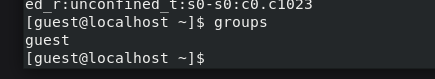 ed_r:unconfined_t:s0-s0:c0.c1023
[guest@localhost ~]$ groups
guest
[guest@localhost ~]$